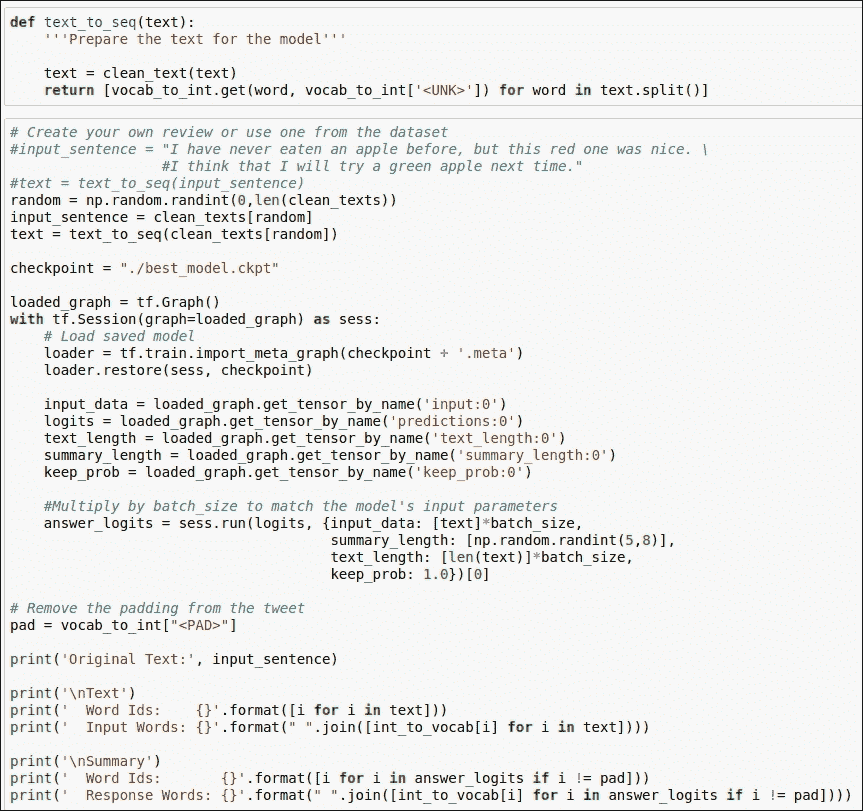 def text_to_seq(text):
    '''Prepare the text for the model'''

    text = clean_text(text)
    return [vocab_to_int.get(word, vocab_to_int['<UNK>']) for word in text.split()]

# Create your own review or use one from the dataset
#input_sentence = "I have never eaten an apple before, but this red one was nice. \
                  #I think that I will try a green apple next time."
#text = text_to_seq(input_sentence)
random = np.random.randint(0,len(clean_texts))
input_sentence = clean_texts[random]
text = text_to_seq(clean_texts[random])

checkpoint = "./best_model.ckpt"

loaded_graph = tf.Graph()
with tf.Session(graph=loaded_graph) as sess:
    # Load saved model
    loader = tf.train.import_meta_graph(checkpoint + '.meta')
    loader.restore(sess, checkpoint)

    input_data = loaded_graph.get_tensor_by_name('input:0')
    logits = loaded_graph.get_tensor_by_name('predictions:0')
    text_length = loaded_graph.get_tensor_by_name('text_length:0')
    summary_length = loaded_graph.get_tensor_by_name('summary_length:0')
    keep_prob = loaded_graph.get_tensor_by_name('keep_prob:0')

    #Multiply by batch_size to match the model's input parameters
    answer_logits = sess.run(logits, {input_data: [text]*batch_size,
                                      summary_length: [np.random.randint(5,8)],
                                      text_length: [len(text)]*batch_size,
                                      keep_prob: 1.0})[0]

# Remove the padding from the tweet
pad = vocab_to_int["<PAD>"]

print('Original Text:', input_sentence)

print('\nText')
print('  Word Ids:    {}'.format([i for i in text]))
print('  Input Words: {}'.format(" ".join([int_to_vocab[i] for i in text])))

print('\nSummary')
print('  Word Ids:       {}'.format([i for i in answer_logits if i != pad]))
print('  Response Words: {}'.format(" ".join([int_to_vocab[i] for i in answer_logits if i != pad])))